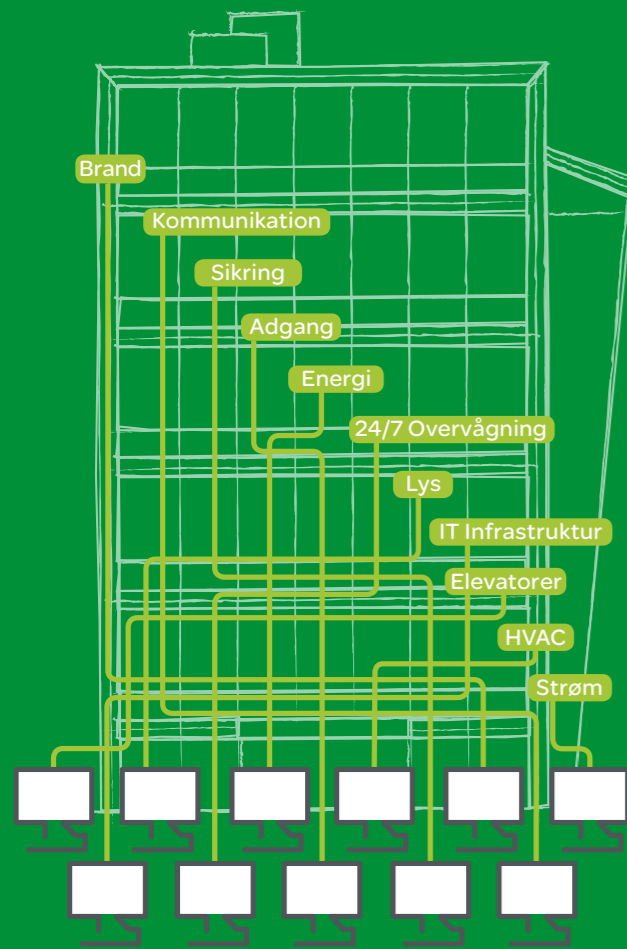 Brand
Kommunikation
Sikring
Adgang
Energi
24/7 Overvågning
Lys
IT Infrastruktur
Elevatorer
HVAC
Strøm